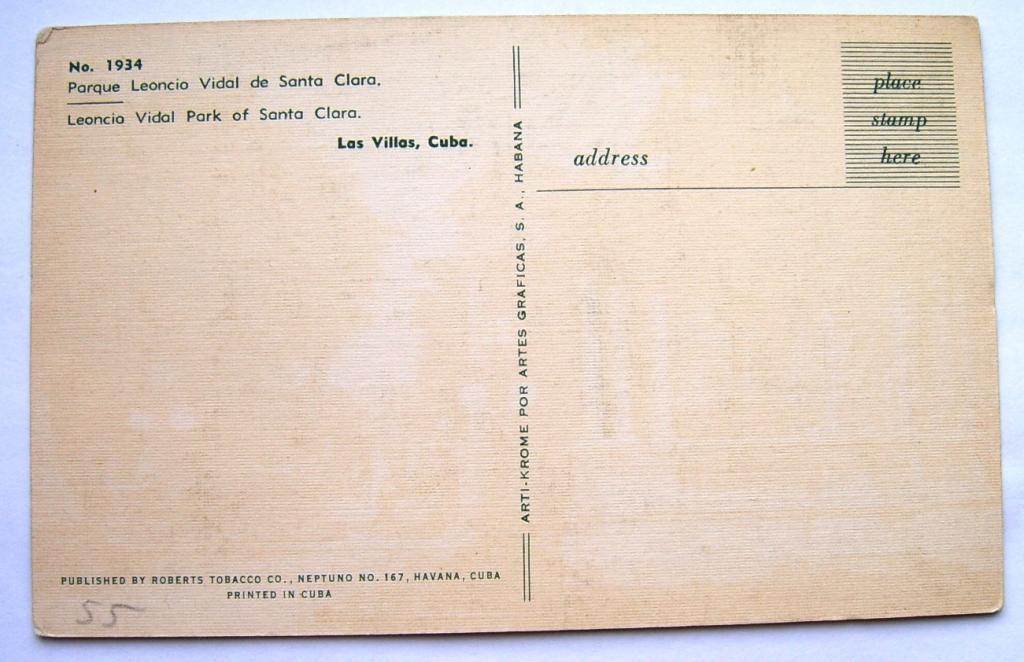 No. 1934
Parque Leoncio Vidal de Santa Clara.
Leoncio Vidal Park of Santa Clara.
Las Villas, Cuba.
ARTI-KROME POR ARTES GRAFICAS, S. A., HABANA
address
place
stamp
here
PUBLISHED BY ROBERTS TOBACCO CO., NEPTUNO NO. 167, HAVANA, CUBA
PRINTED IN CUBA
55